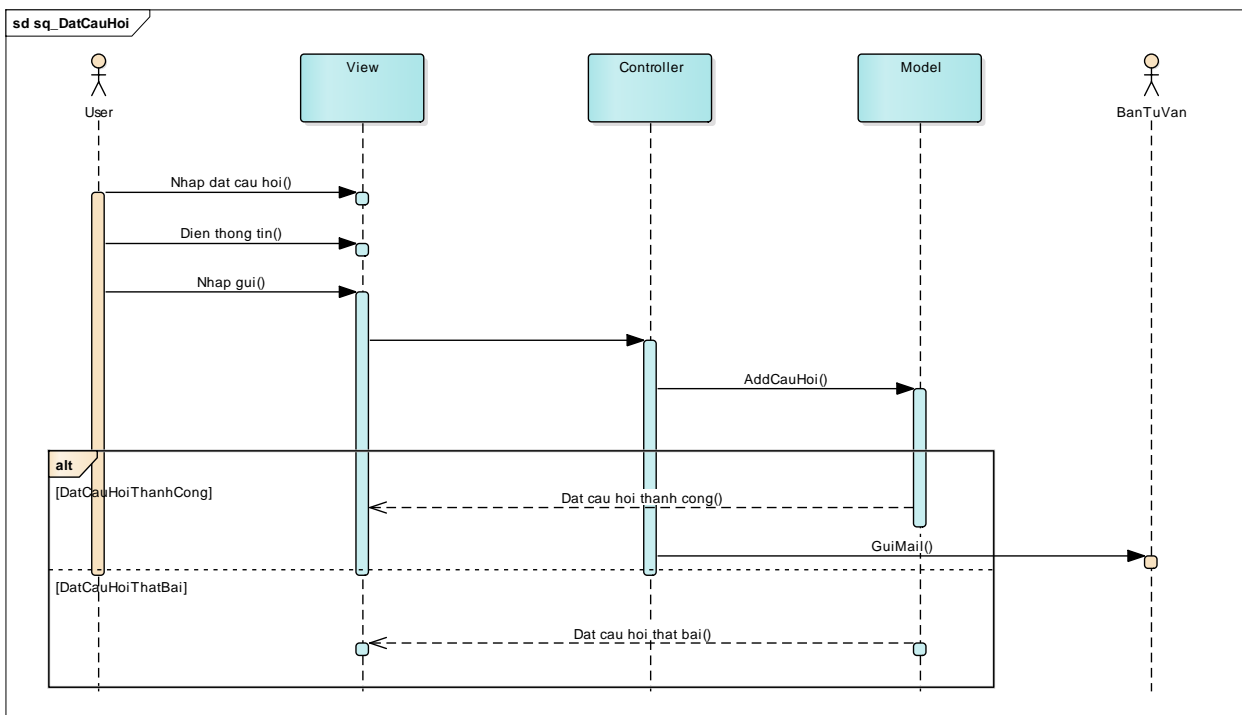 sd sq_DatCauHoi
User
View
Controller
Model
BanTuVan
Nhap dat cau hoi()
Dien thong tin()
Nhap gui()
AddCauHoi()
alt
[DatCauHoiThanhCong]
Dat cau hoi thanh cong()
GuiMail()
[DatCauHoiThatBai]
Dat cau hoi that bai()